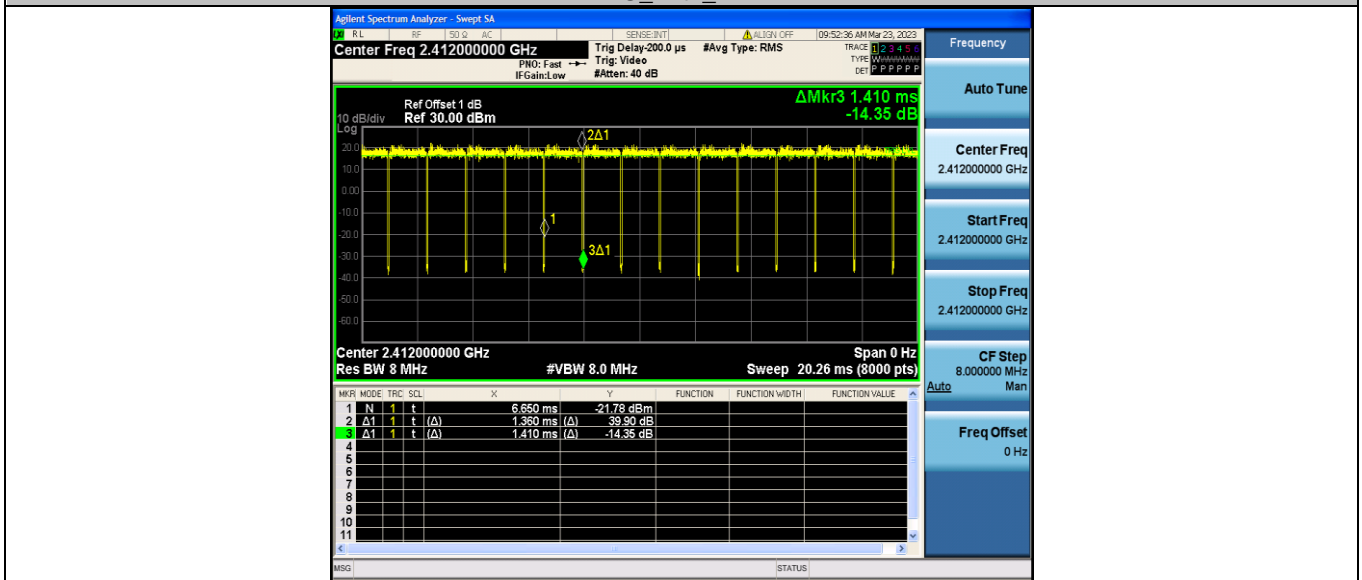 Agilent Spectrum Analyzer - Swept SA
RL RF 50 Ω AC SENSE:INT ALIGN OFF 09:52:36 AM Mar 23, 2023
Center Freq 2.412000000 GHz
PNO: Fast
IFGain:Low
Trig Delay-200.0 µs
Trig: Video
#Atten: 40 dB
#Avg Type: RMS
TRACE 1 2 3 4 5 6
TYPE W
DET P P P P P P
ΔMkr3 1.410 ms
-14.35 dB
Ref Offset 1 dB
10 dB/div Ref 30.00 dBm
Log
20.0
10.0
0.00
-10.0
-20.0
-30.0
-40.0
-50.0
-60.0
2Δ1
1
3Δ1
Center 2.412000000 GHz Span 0 Hz
Res BW 8 MHz #VBW 8.0 MHz Sweep 20.26 ms (8000 pts)
MKR MODE TRC SCL X Y FUNCTION FUNCTION WIDTH FUNCTION VALUE
1 N 1 t 6.650 ms -21.78 dBm
2 Δ1 1 t (Δ) 1.360 ms (Δ) 39.90 dB
3 Δ1 1 t (Δ) 1.410 ms (Δ) -14.35 dB
4
5
6
7
8
9
10
11
MSG STATUS
Frequency
Auto Tune
Center Freq
2.412000000 GHz
Start Freq
2.412000000 GHz
Stop Freq
2.412000000 GHz
CF Step
8.000000 MHz
Auto Man
Freq Offset
0 Hz